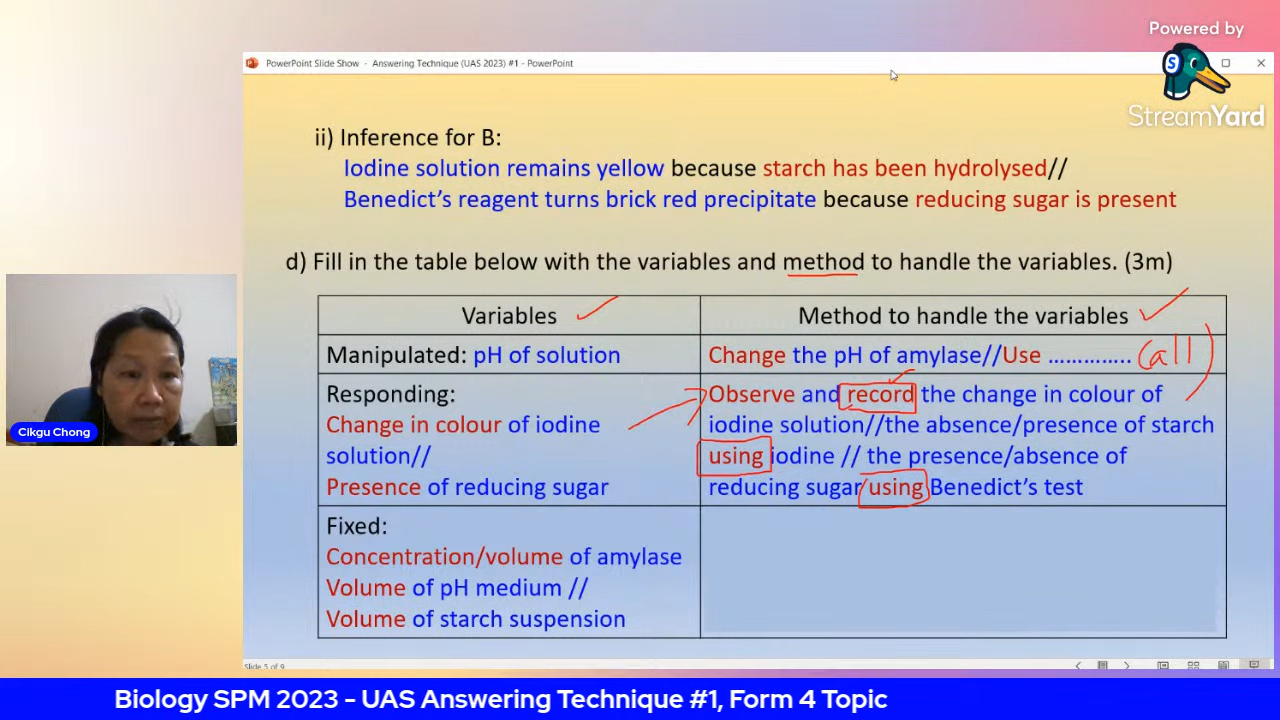 Powered by
StreamYard
PowerPoint Slide Show - Answering Technique (UAS 2023) #1 - PowerPoint
ii) Inference for B:
Iodine solution remains yellow because starch has been hydrolysed//
Benedict's reagent turns brick red precipitate because reducing sugar is present
d) Fill in the table below with the variables and method to handle the variables. (3m)
Variables
Method to handle the variables
Manipulated: pH of solution
Change the pH of amylase//Use .............. (all)
Responding:
Change in colour of iodine
solution//
Presence of reducing sugar
Observe and record the change in colour of
iodine solution//the absence/presence of starch
using iodine // the presence/absence of
reducing sugar using Benedict's test
Fixed:
Concentration/volume of amylase
Volume of pH medium //
Volume of starch suspension
Cikgu Chong
Slide 5 of 9
Biology SPM 2023 - UAS Answering Technique #1, Form 4 Topic